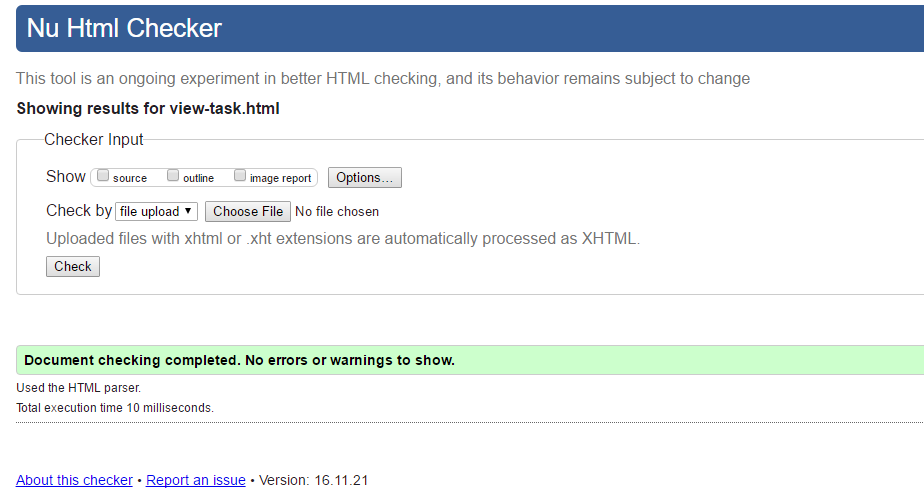 Nu Html Checker
This tool is an ongoing experiment in better HTML checking, and its behavior remains subject to change
Showing results for view-task.html
Checker Input
Show source outline image report Options...
Check by file upload Choose File No file chosen
Uploaded files with xhtml or .xht extensions are automatically processed as XHTML.
Check
Document checking completed. No errors or warnings to show.
Used the HTML parser.
Total execution time 10 milliseconds.
About this checker • Report an issue • Version: 16.11.21